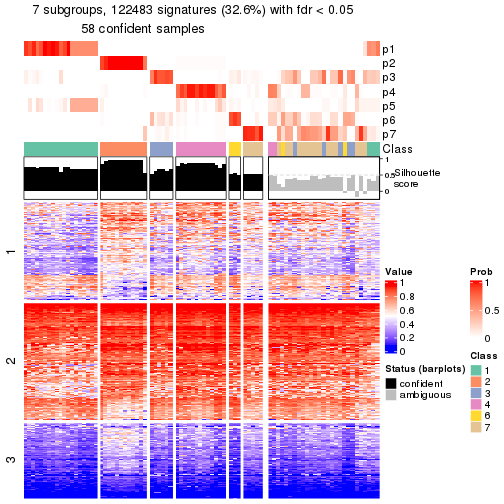 7 subgroups, 122483 signatures (32.6%) with fdr < 0.05
58 confident samples
p1
p2
p3
p4
p5
p6
p7
Class
1
0.5
0
Silhouette
score
1
2
3
Value
1
0.8
0.6
0.4
0.2
0
Prob
1
0.5
0
Status (barplots)
confident
ambiguous
Class
1
2
3
4
6
7